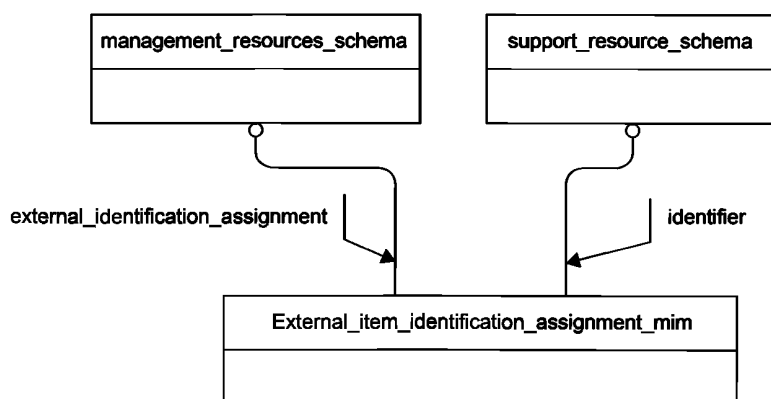 management_resources_schema
support_resource_schema
external_identification_assignment
identifier
External_item_identification_assignment_mim